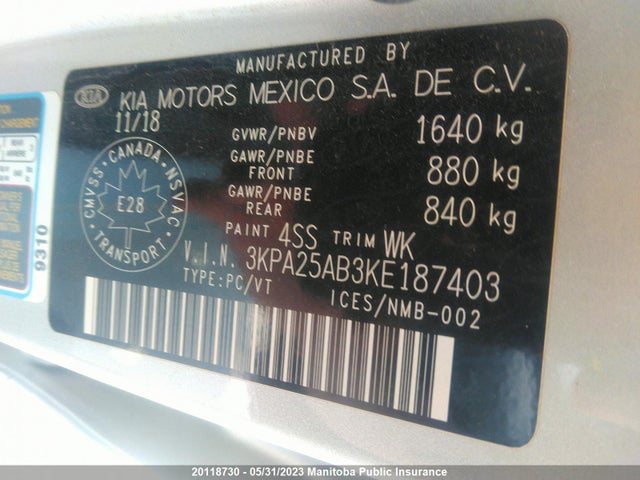 MANUFACTURED BY
KIA KIA MOTORS MEXICO S.A. DE C.V.
11/18
GVWR/PNBV 1640 kg
GAWR/PNBE
FRONT 880 kg
GAWR/PNBE
REAR 840 kg
CMVSS · CANADA · NSVAC
E28
TRANSPORT
PAINT 4SS TRIM WK
V.I.N. 3KPA25AB3KE187403
TYPE:PC/VT
ICES/NMB-002
9310
20118730 - 05/31/2023 Manitoba Public Insurance